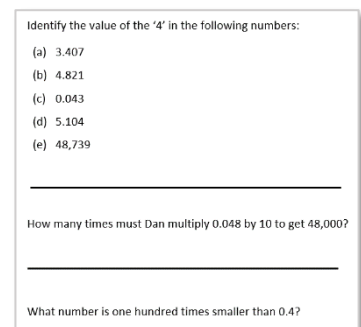 Identify the value of the ‘4’ in the following numbers:
(a) 3.407
(b) 4.821
(c) 0.043
(d) 5.104
(e) 48,739
How many times must Dan multiply 0.048 by 10 to get 48,000?
What number is one hundred times smaller than 0.4?